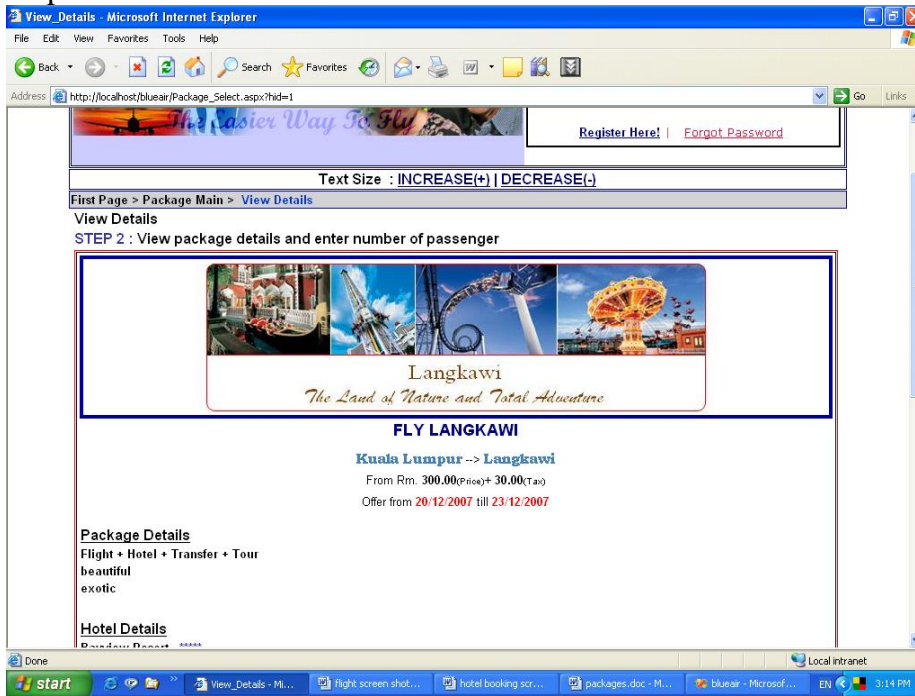 View_Details - Microsoft Internet Explorer
File Edit View Favorites Tools Help
Back Search Favorites
Address http://localhost/blueair/Package_Select.aspx?hid=1 Go Links
The Easier Way To Fly
Register Here! | Forgot Password
Text Size : INCREASE(+) | DECREASE(-)
First Page > Package Main > View Details
View Details
STEP 2 : View package details and enter number of passenger
Langkawi
The Land of Nature and Total Adventure
FLY LANGKAWI
Kuala Lumpur --> Langkawi
From Rm. 300.00(Price)+ 30.00(Tax)
Offer from 20/12/2007 till 23/12/2007
Package Details
Flight + Hotel + Transfer + Tour
beautiful
exotic
Hotel Details
Resort *****
Done Local intranet
start View_Details - Mi... flight screen shot... hotel booking scr... packages.doc - M... blueair - Microsof... EN 3:14 PM